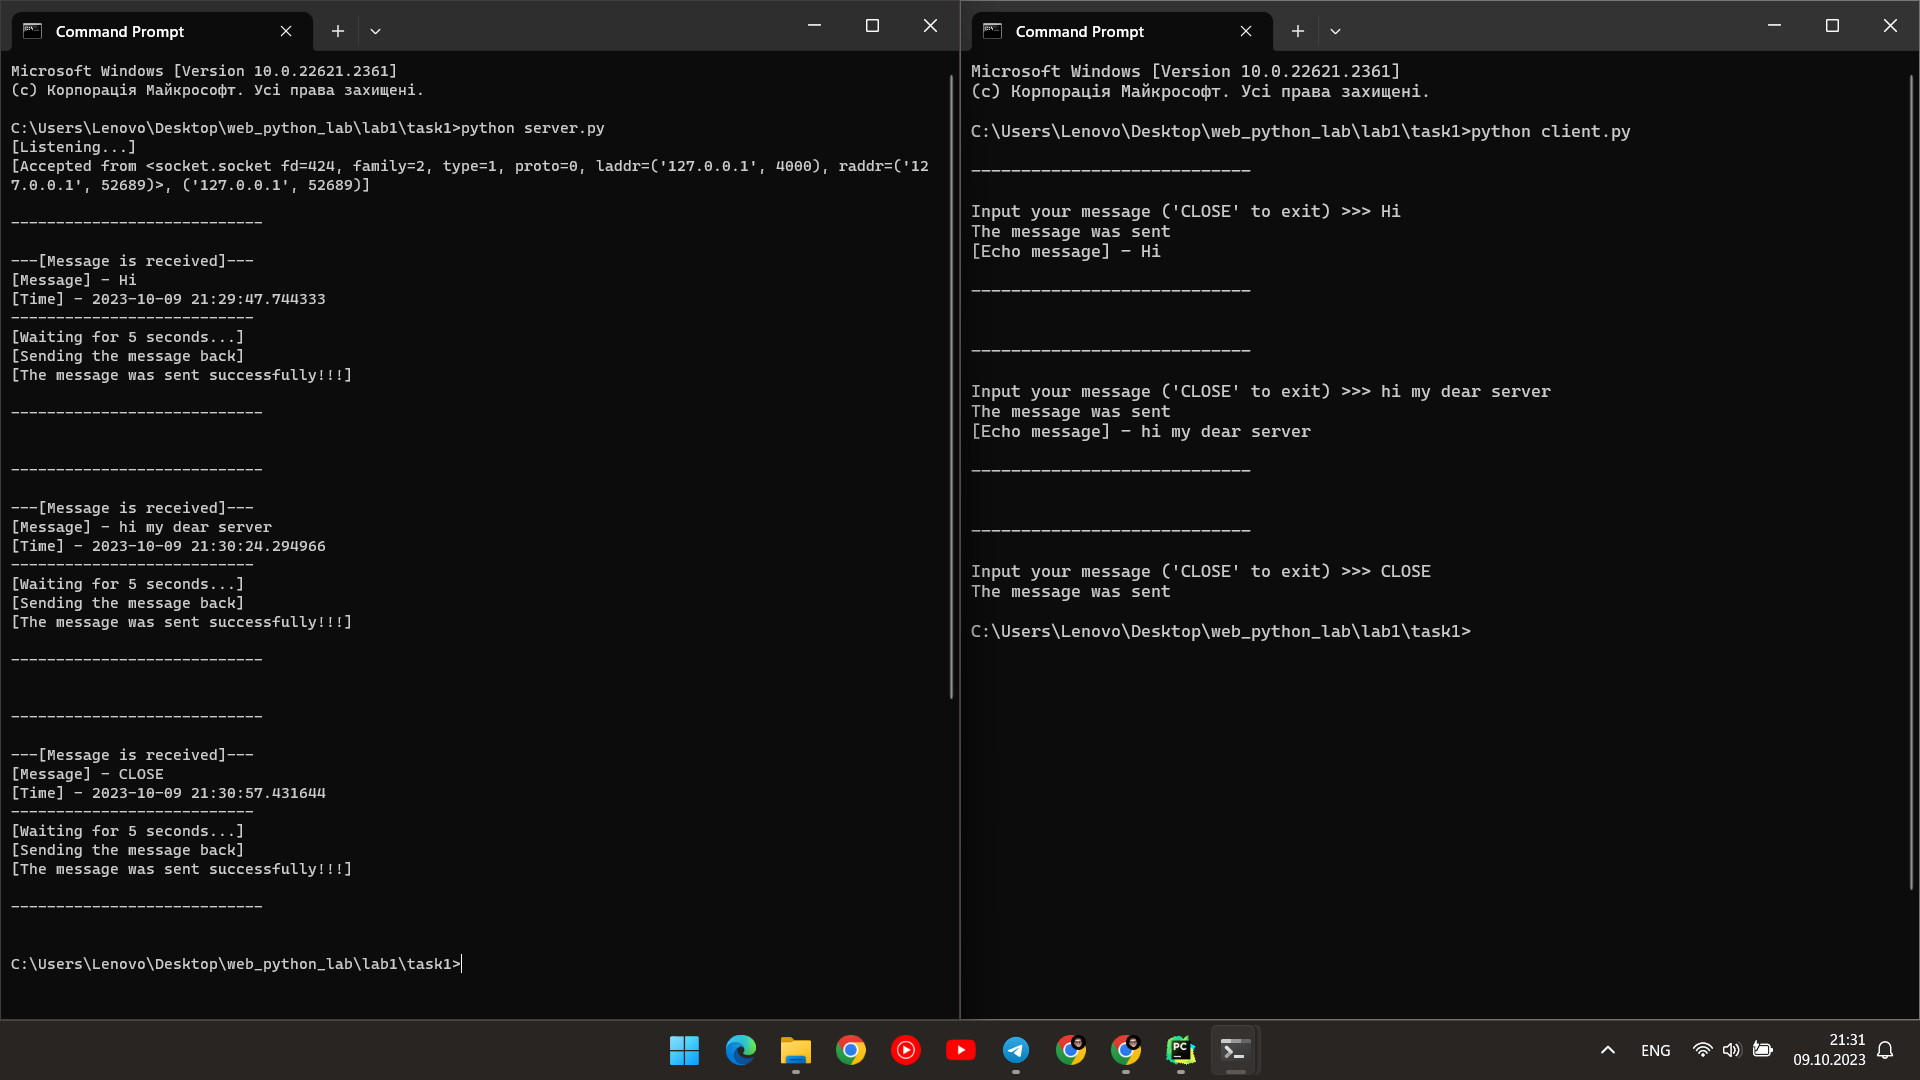 Command Prompt
Microsoft Windows [Version 10.0.22621.2361]
(c) Корпорація Майкрософт. Усі права захищені.
C:\Users\Lenovo\Desktop\web_python_lab\lab1\task1>python server.py
[Listening...]
[Accepted from <socket.socket fd=424, family=2, type=1, proto=0, laddr=('127.0.0.1', 4000), raddr=('12
7.0.0.1', 52689)>, ('127.0.0.1', 52689)]
----------------------------
---[Message is received]---
[Message] - Hi
[Time] - 2023-10-09 21:29:47.744333
---------------------------
[Waiting for 5 seconds...]
[Sending the message back]
[The message was sent successfully!!!]
----------------------------
----------------------------
---[Message is received]---
[Message] - hi my dear server
[Time] - 2023-10-09 21:30:24.294966
---------------------------
[Waiting for 5 seconds...]
[Sending the message back]
[The message was sent successfully!!!]
----------------------------
----------------------------
---[Message is received]---
[Message] - CLOSE
[Time] - 2023-10-09 21:30:57.431644
---------------------------
[Waiting for 5 seconds...]
[Sending the message back]
[The message was sent successfully!!!]
----------------------------
C:\Users\Lenovo\Desktop\web_python_lab\lab1\task1>
Command Prompt
Microsoft Windows [Version 10.0.22621.2361]
(c) Корпорація Майкрософт. Усі права захищені.
C:\Users\Lenovo\Desktop\web_python_lab\lab1\task1>python client.py
----------------------------
Input your message ('CLOSE' to exit) >>> Hi
The message was sent
[Echo message] - Hi
----------------------------
----------------------------
Input your message ('CLOSE' to exit) >>> hi my dear server
The message was sent
[Echo message] - hi my dear server
----------------------------
----------------------------
Input your message ('CLOSE' to exit) >>> CLOSE
The message was sent
C:\Users\Lenovo\Desktop\web_python_lab\lab1\task1>
PC
ENG
21:31
09.10.2023